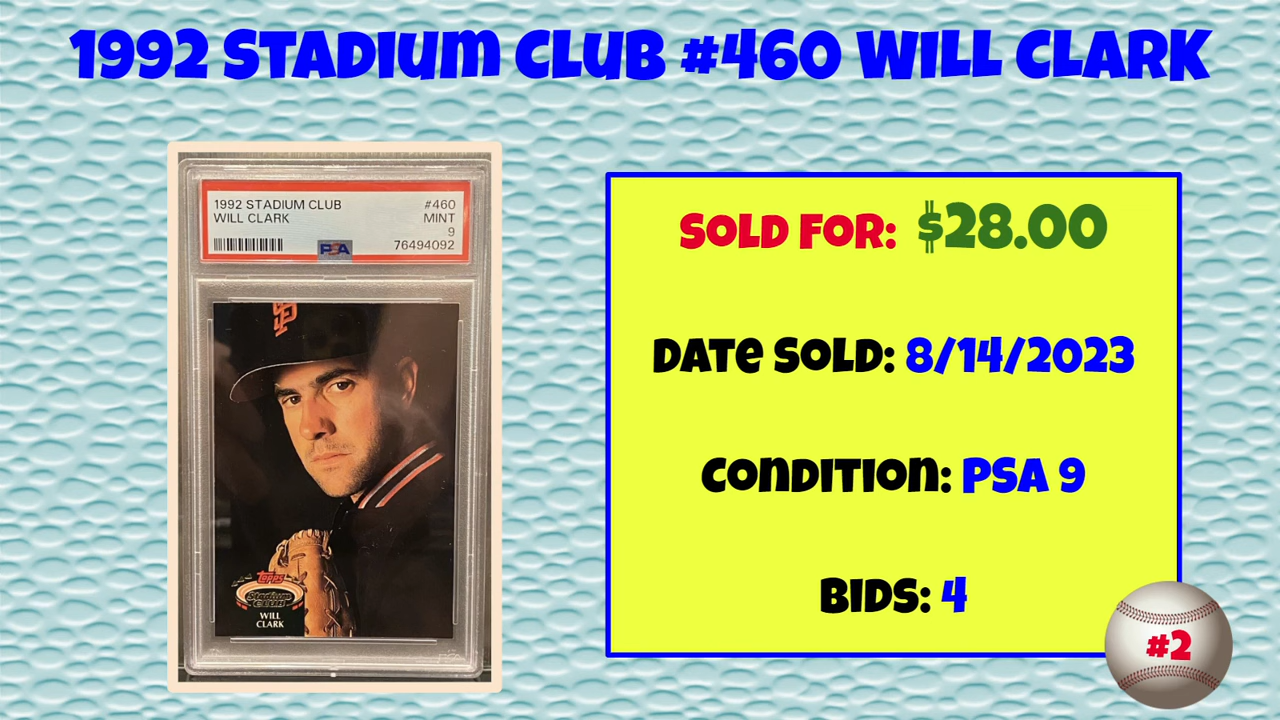 1992 STADIUM CLUB #460 WILL CLARK
1992 STADIUM CLUB #460
WILL CLARK MINT
9
PSA 76494092
SF
TOPPS
Stadium
CLUB
WILL
CLARK
SOLD FOR: $28.00
DATE SOLD: 8/14/2023
CONDITION: PSA 9
BIDS: 4
#2